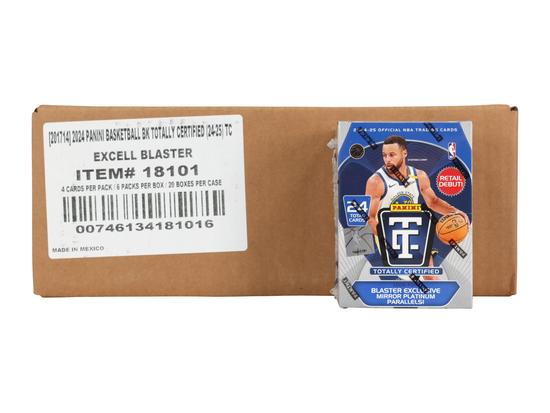 [201714] 2024 PANINI BASKETBALL BK TOTALLY CERTIFIED (24-25) TC
EXCELL BLASTER
ITEM# 18101
4 CARDS PER PACK / 6 PACKS PER BOX / 20 BOXES PER CASE
00746134181016
MADE IN MEXICO
2024-25 OFFICIAL NBA TRADING CARDS
NBA
RETAIL
DEBUT!
24
TOTAL
CARDS
PANINI
TC
TOTALLY CERTIFIED
BLASTER EXCLUSIVE
MIRROR PLATINUM
PARALLELS!